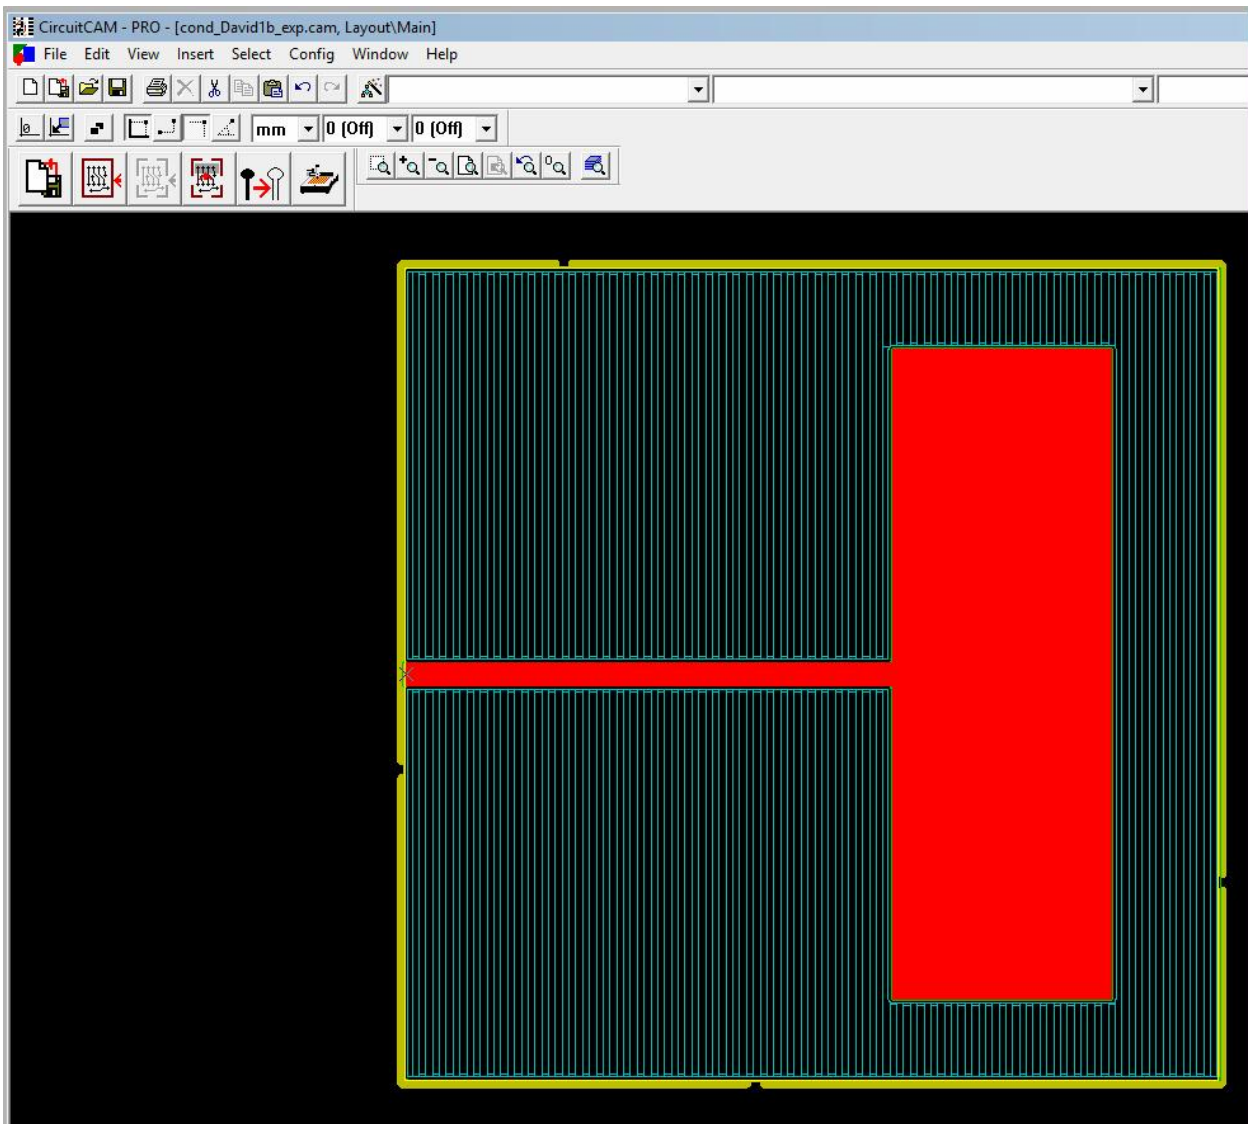 CircuitCAM - PRO - [cond_David1b_exp.cam, Layout\Main]
File Edit View Insert Select Config Window Help
mm 0 (Off) 0 (Off)